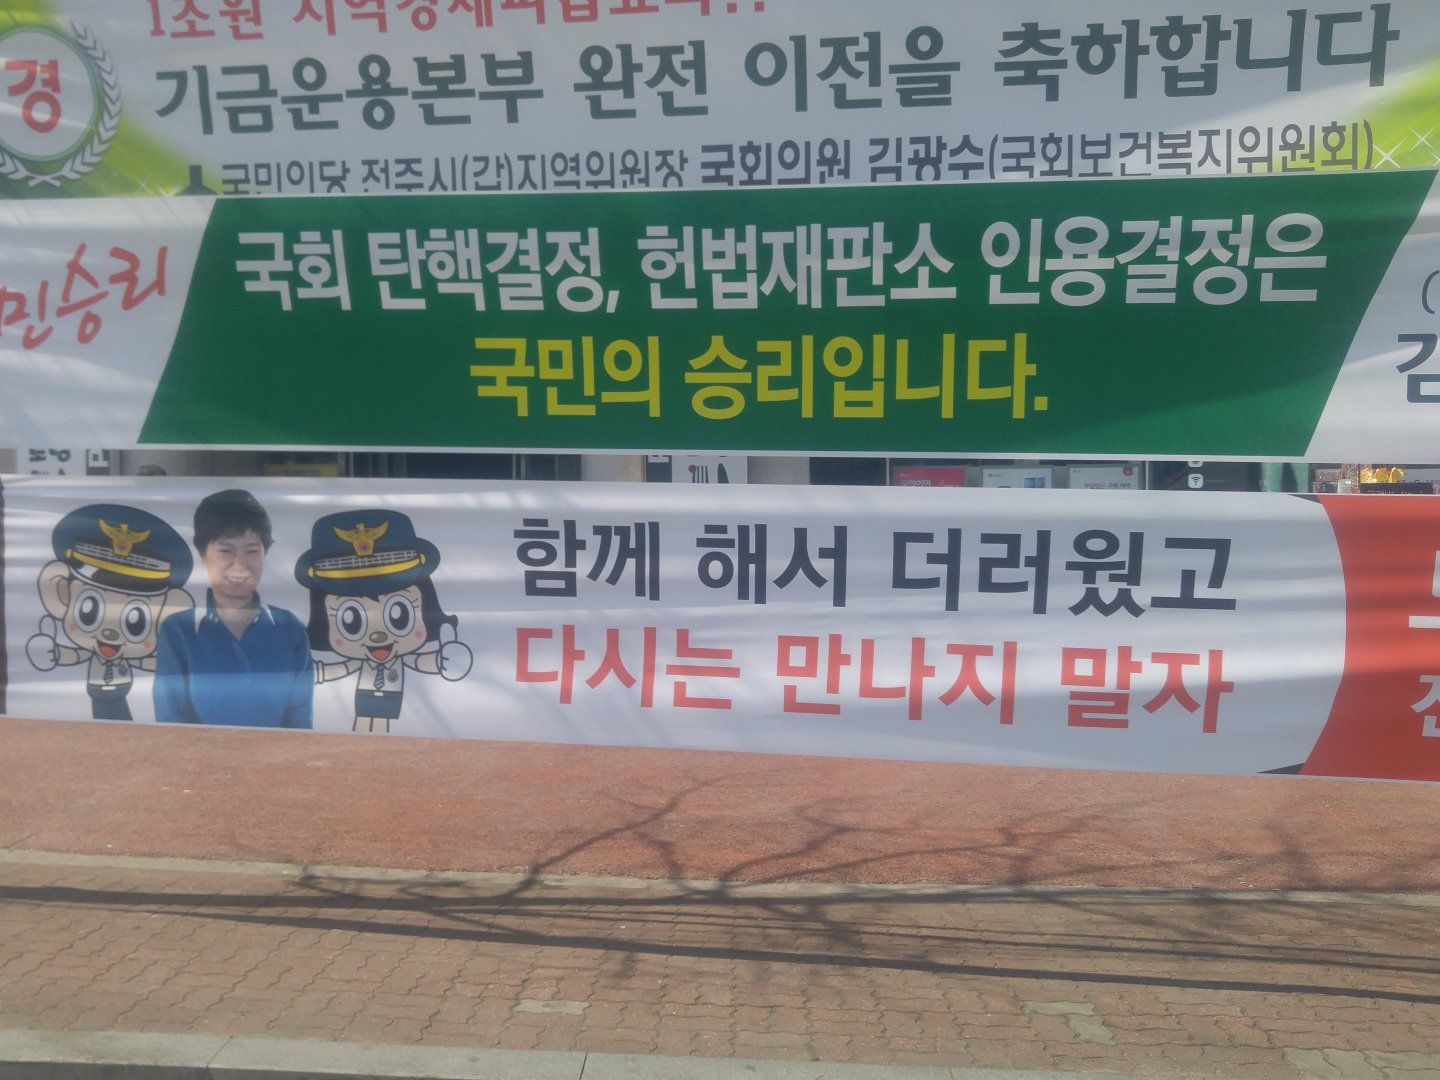 경
기금운용본부 완전 이전을 축하합니다
국민의당 전주시(갑)지역위원장 국회의원 김광수(국회보건복지위원회)
민승리
국회 탄핵결정, 헌법재판소 인용결정은
국민의 승리입니다.
김
함께 해서 더러웠고
다시는 만나지 말자